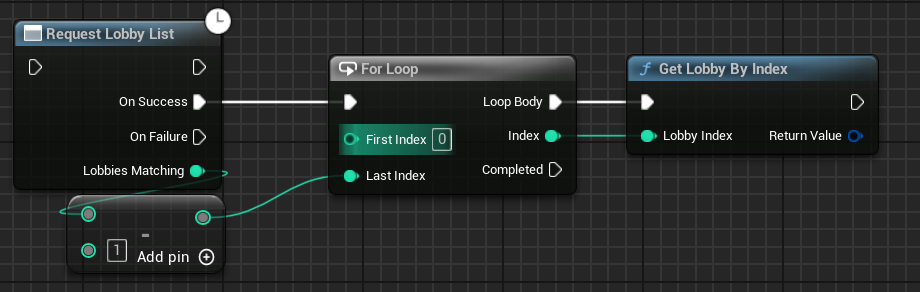 Request Lobby List
On Success
On Failure
Lobbies Matching
-
1
Add pin
For Loop
Loop Body
First Index 0
Index
Last Index
Completed
f Get Lobby By Index
Lobby Index
Return Value